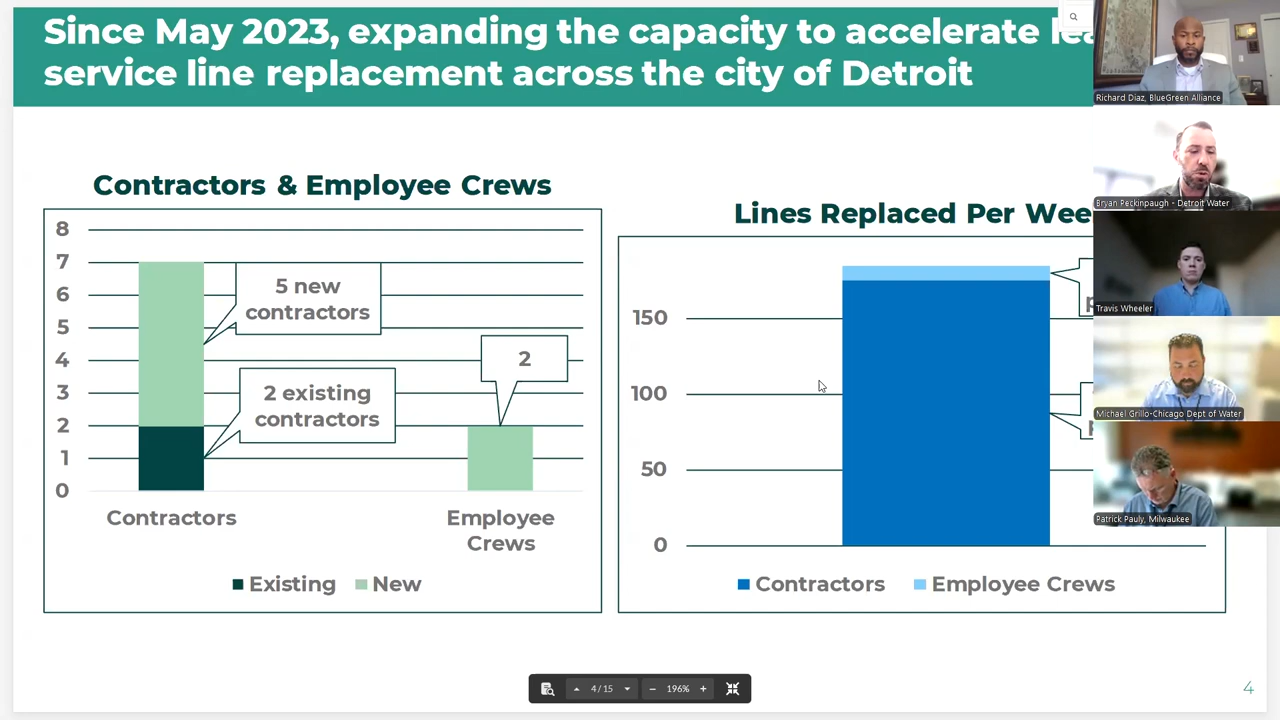 Since May 2023, expanding the capacity to accelerate
service line replacement across the city of Detroit
Contractors & Employee Crews
8
7
6
5
4
3
2
1
0
5 new
contractors
2 existing
contractors
2
Contractors
Employee
Crews
Existing
New
Lines Replaced Per
150
100
50
0
Contractors
Employee Crews
Richard Diaz, BlueGreen Alliance
Bryan Peckinpaugh - Detroit Water
Travis Wheeler
Michael Grillo-Chicago Dept of Water
Patrick Pauly, Milwaukee
4/15
196%
4